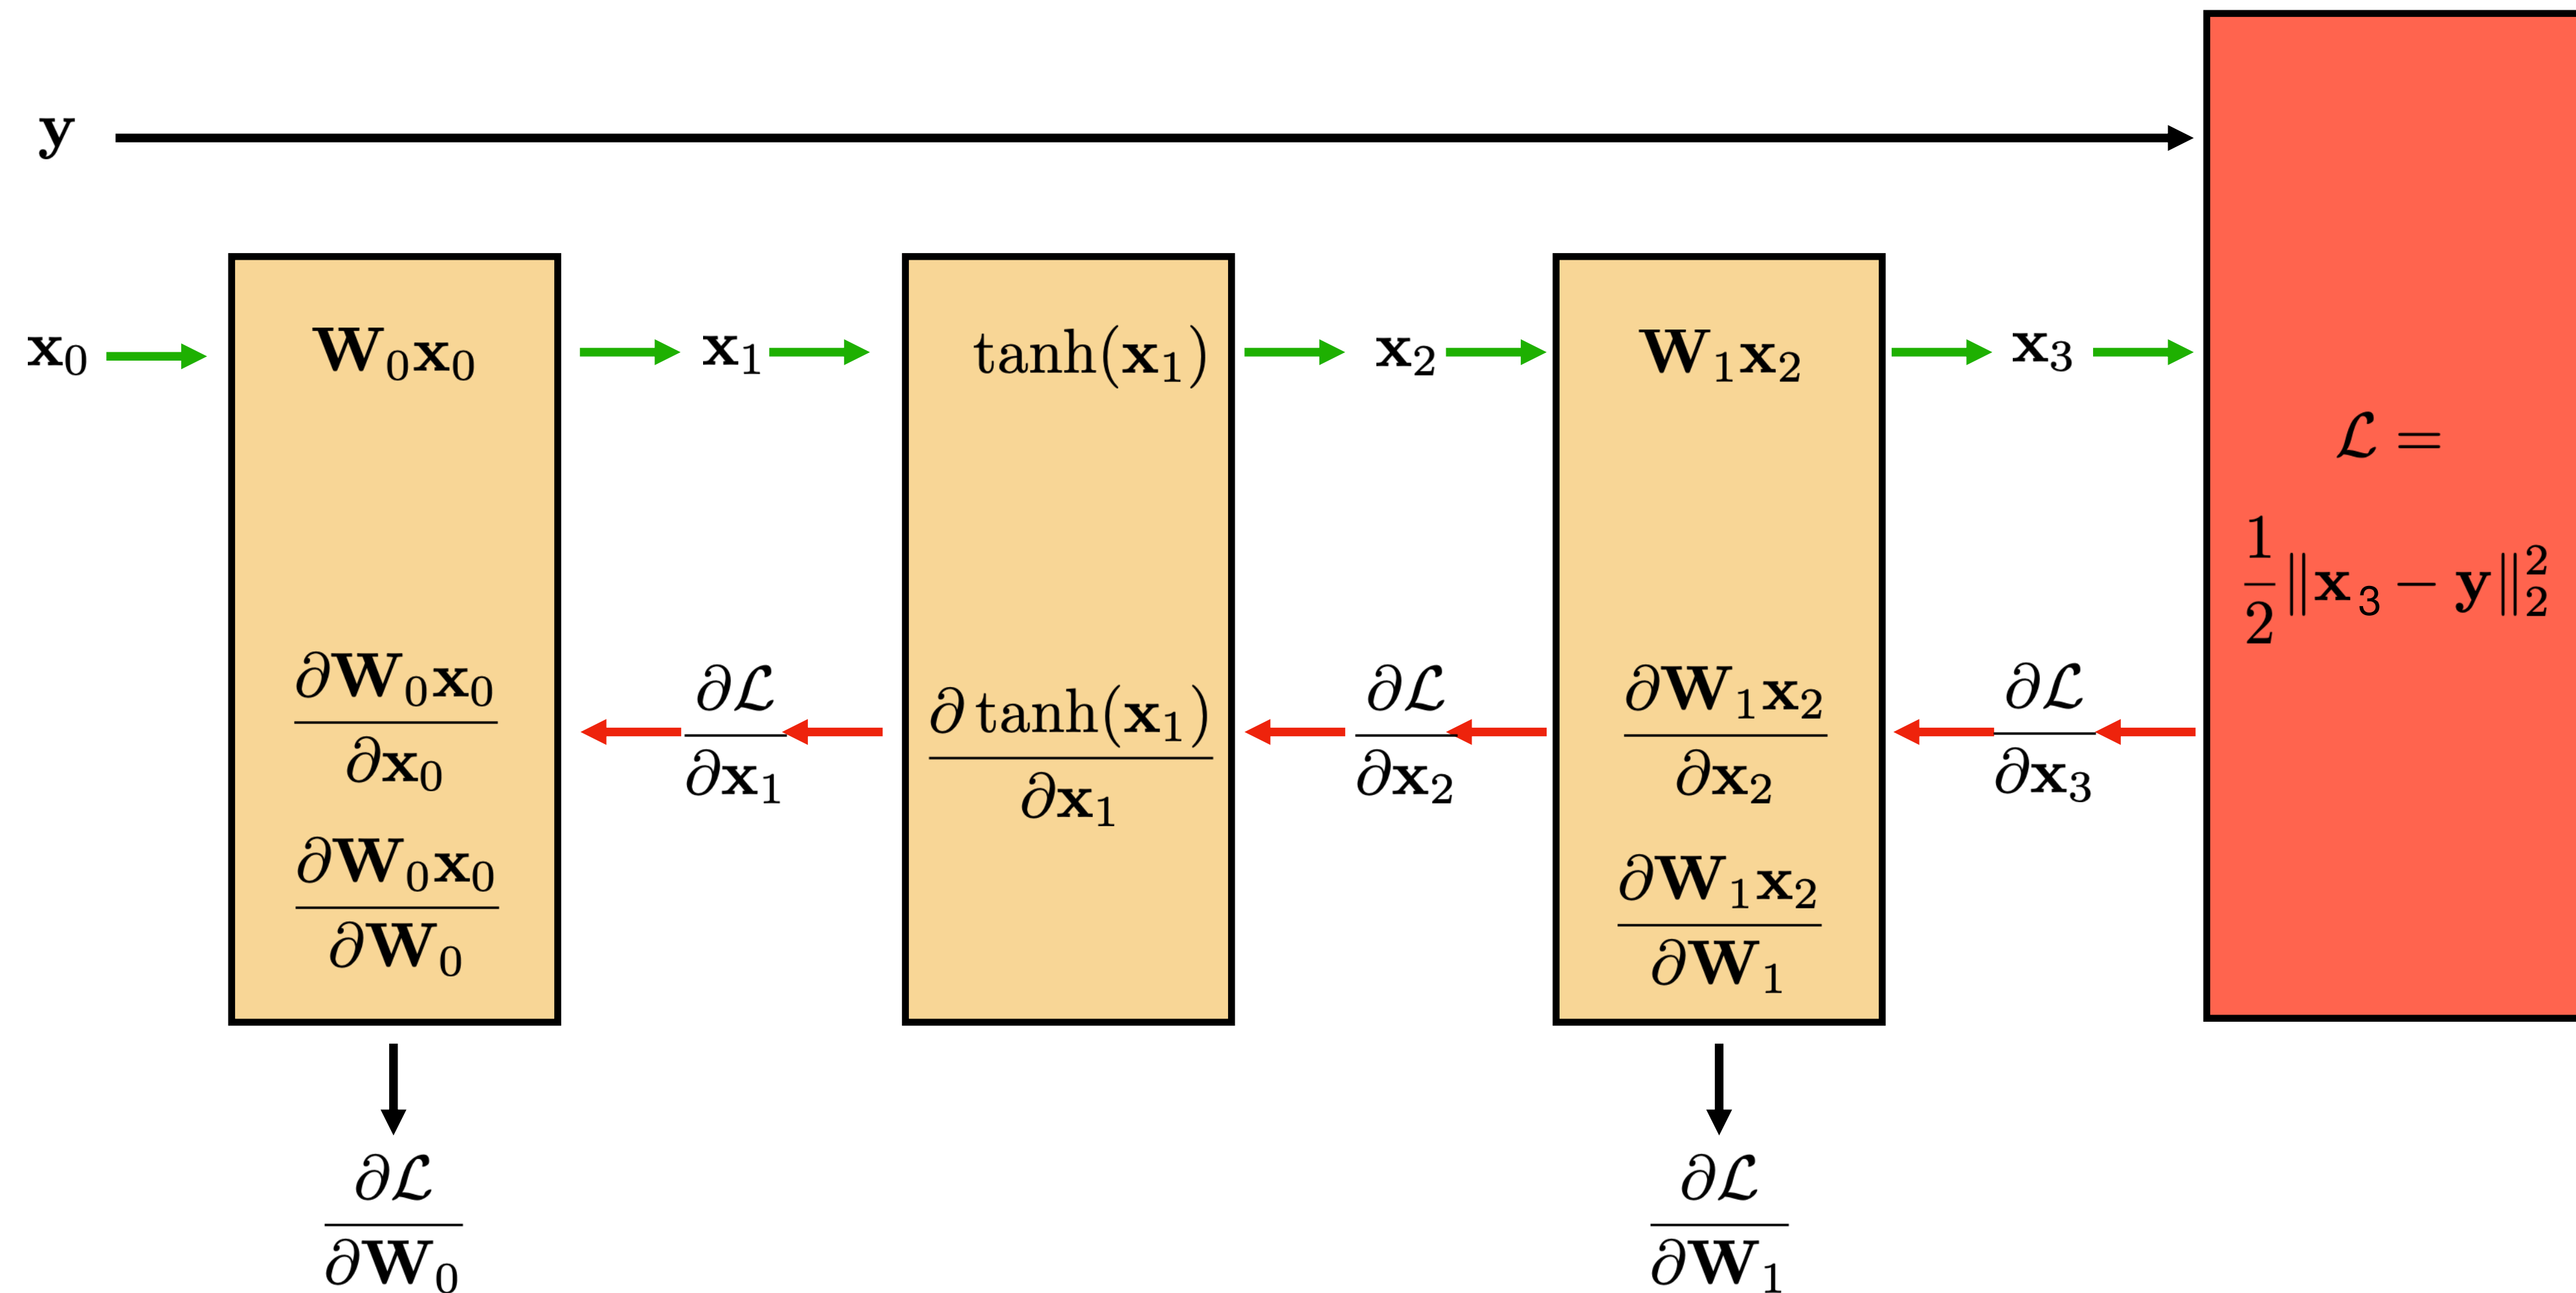 y
x₀
W₀x₀
x₁
tanh(x₁)
x₂
W₁x₂
x₃
ℒ =
1/2 ‖x₃ − y‖₂²
∂W₀x₀/∂x₀
∂ℒ/∂x₁
∂ tanh(x₁)/∂x₁
∂ℒ/∂x₂
∂W₁x₂/∂x₂
∂ℒ/∂x₃
∂W₀x₀/∂W₀
∂W₁x₂/∂W₁
∂ℒ/∂W₀
∂ℒ/∂W₁